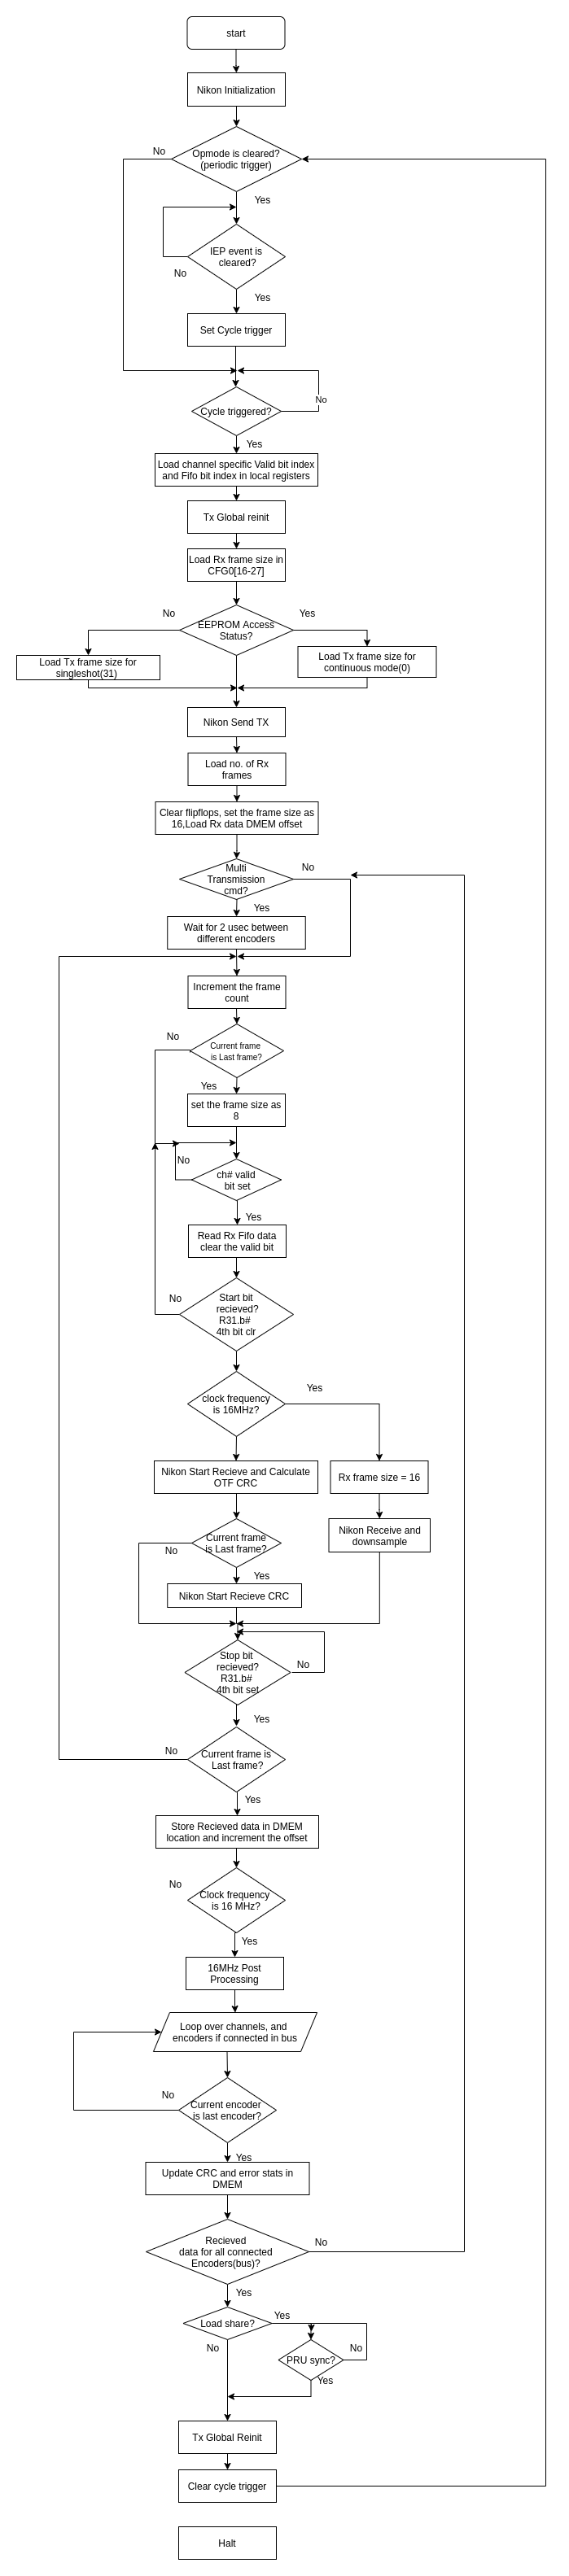 start
Nikon Initialization
No
Opmode is cleared?
(periodic trigger)
Yes
IEP event is
cleared?
No
Yes
Set Cycle trigger
No
Cycle triggered?
Yes
Load channel specific Valid bit index
and Fifo bit index in local registers
Tx Global reinit
Load Rx frame size in
CFG0[16-27]
No
Yes
EEPROM Access
Status?
Load Tx frame size for
singleshot(31)
Load Tx frame size for
continuous mode(0)
Nikon Send TX
Load no. of Rx
frames
Clear flipflops, set the frame size as
16,Load Rx data DMEM offset
Multi
Transmission
cmd?
No
Yes
Wait for 2 usec between
different encoders
Increment the frame
count
No
Current frame
is Last frame?
Yes
set the frame size as
8
No
ch# valid
bit set
Yes
Read Rx Fifo data
clear the valid bit
No
Start bit
recieved?
R31.b#
4th bit clr
Yes
clock frequency
is 16MHz?
Nikon Start Recieve and Calculate
OTF CRC
Rx frame size = 16
Nikon Receive and
downsample
Current frame
is Last frame?
No
Yes
Nikon Start Recieve CRC
Stop bit
recieved?
R31.b#
4th bit set
No
Yes
No
Current frame is
Last frame?
Yes
Store Recieved data in DMEM
location and increment the offset
No
Clock frequency
is 16 MHz?
Yes
16MHz Post
Processing
Loop over channels, and
encoders if connected in bus
No
Current encoder
is last encoder?
Yes
Update CRC and error stats in
DMEM
Recieved
data for all connected
Encoders(bus)?
No
Yes
Load share?
Yes
No
PRU sync?
No
Yes
Tx Global Reinit
Clear cycle trigger
Halt